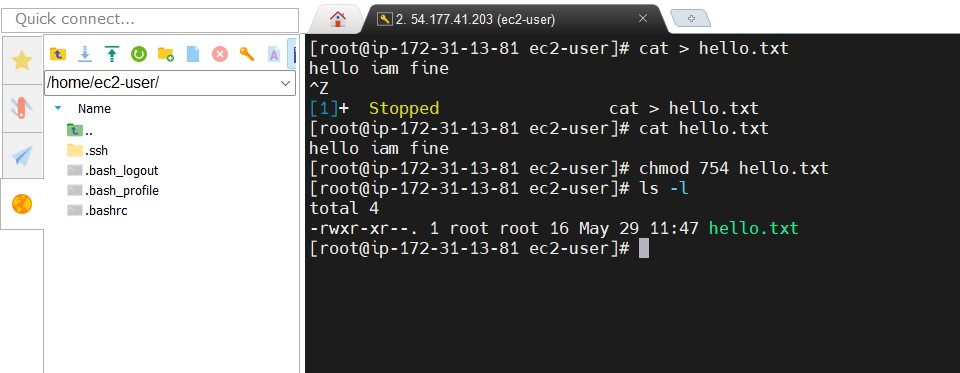 Quick connect...
/home/ec2-user/
Name
..
.ssh
.bash_logout
.bash_profile
.bashrc
2. 54.177.41.203 (ec2-user)
[root@ip-172-31-13-81 ec2-user]# cat > hello.txt
hello iam fine
^Z
[1]+  Stopped                 cat > hello.txt
[root@ip-172-31-13-81 ec2-user]# cat hello.txt
hello iam fine
[root@ip-172-31-13-81 ec2-user]# chmod 754 hello.txt
[root@ip-172-31-13-81 ec2-user]# ls -l
total 4
-rwxr-xr--. 1 root root 16 May 29 11:47 hello.txt
[root@ip-172-31-13-81 ec2-user]#